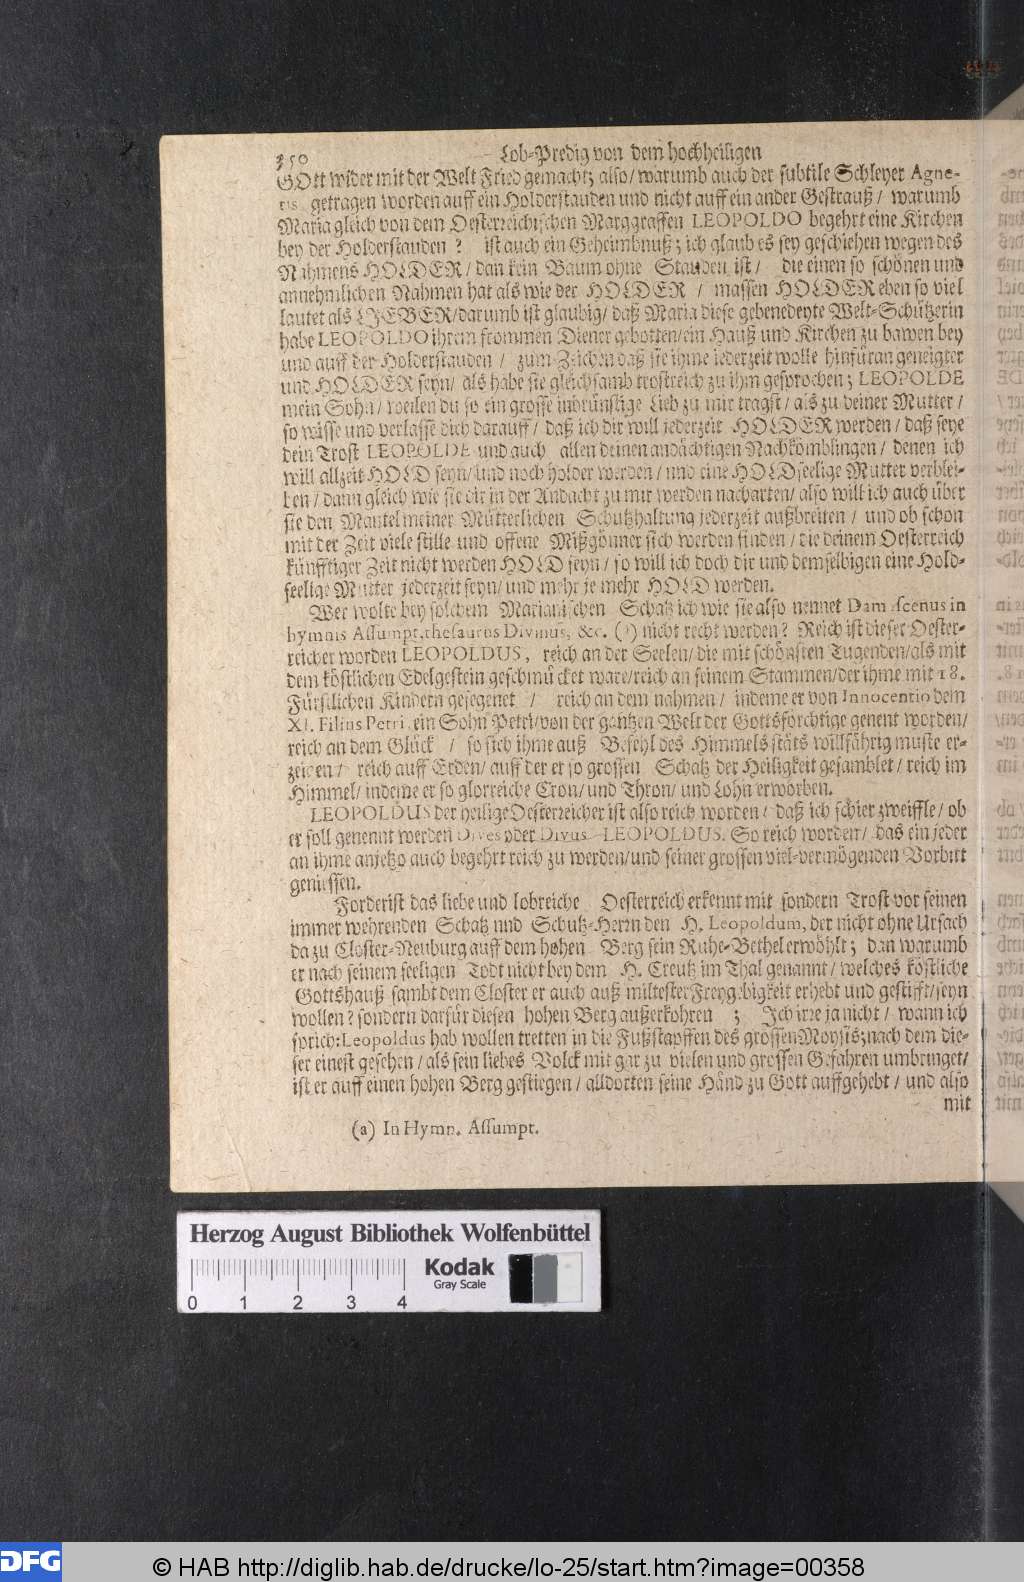 350 Lob-Predig von dem hochheiligen
GOtt wider mit der Welt Fried gemacht; also/ warumb auch der subtile Schleyer Agne-
tis getragen worden auff ein Holderstauden und nicht auff ein ander Gesträuß / warumb
Maria gleich von dem Oesterreichischen Marggraffen LEOPOLDO begehrt eine Kirchen
bey der Holderstauden ? ist auch ein Geheimbnuß; ich glaub es sey geschehen wegen des
Nahmens HOLDER/ dan kein Baum ohne Stauden ist / die einen so schönen und
annehmlichen Nahmen hat als wie der HOLDER / massen HOLDER eben so viel
lautet als LIEBER/darumb ist glaubig/ daß Maria diese gebenedeyte Welt-Schützerin
habe LEOPOLDO ihrem frommen Diener gebotten/ein Hauß und Kirchen zu bawen bey
und auff der Holderstauden / zum Zeichen daß sie ihme jederzeit wolle hinfüran geneigter
und HOLDER seyn/ als habe sie gleichsamb trostreich zu ihm gesprochen; LEOPOLDE
mein Sohn/ weilen du so ein grosse inbrünstige Lieb zu mir tragst/ als zu deiner Mutter /
so wisse und verlasse dich darauff/ daß ich dir will jederzeit HOLDER werden/ daß seye
dein Trost LEOPOLDE und auch allen deinen andächtigen Nachkömblingen/ denen ich
will allzeit HOLD seyn/und noch holder werden/ und eine HOLDseelige Mutter verblei-
ben/ dann gleich wie sie dir in der Andacht zu mir werden nacharten/ also will ich auch über
sie den Mantel meiner Mütterlichen Schutzhaltung jederzeit außbreiten / und ob schon
mit der Zeit viele stille und offene Mißgönner sich werden finden/ die deinem Oesterreich
künfftiger Zeit nicht werden HOLD seyn/ so will ich doch dir und demselbigen eine Hold-
seelige Mutter jederzeit seyn/ und mehr je mehr HOLD werden.
Wer wolte bey solchem Marianischen Schatz ich wie sie also nennet Damascenus in
hymnis Assumpt. thesaurus Divinus, &c. (a) nicht recht werden? Reich ist dieser Oester-
reicher worden LEOPOLDUS, reich an der Seelen/ die mit schönsten Tugenden/als mit
dem köstlichen Edelgestein geschmücket ware/reich an seinem Stammen/der ihme mit 18.
Fürstlichen Kindern gesegenet / reich an dem nahmen / indeme er von Innocentio dem
XI. Filius Petri, ein Sohn Petri/von der gantzen Welt der Gottsförchtige genent worden/
reich an dem Glück / so sich ihme auß Befehl des Himmels stäts willfährig muste er-
zeigen / reich auff Erden/ auff der er so grossen Schatz der Heiligkeit gesamblet/ reich im
Himmel/ indeme er so glorreiche Cron/ und Thron/ und Lohn erworben.
LEOPOLDUS der heilige Oesterzeicher ist also reich worden / daß ich schier zweiffle/ ob
er soll genennt werden Dives oder Divus LEOPOLDUS. So reich worden/ das ein jeder
an ihme anjetzo auch begehrt reich zu werden/und seiner grossen viel-vermögenden Vorbitt
geniessen.
Forderist das liebe und lobreiche Oesterreich erkennt mit sondern Trost vor seinen
immer wehrenden Schatz und Schutz-Herrn den H. Leopoldum, der nicht ohne Ursach
da zu Closter-Neuburg auff dem hohen Berg sein Ruhe-Bethel erwöhlt; dan warumb
er nach seinem seeligen Todt nicht bey dem H. Creutz im Thal genannt/ welches köstliche
Gottshauß sambt dem Closter er auch auß miltester Freygebigkeit erhebt und gestifft/seyn
wollen? sondern darfür diesen hohen Berg außerkohren ; Ich irre ja nicht / wann ich
sprich: Leopoldus hab wollen tretten in die Fußstapffen des grossen Moysis; nach dem die-
ser einest gesehen/ als sein liebes Volck mit gar zu vielen und grossen Gefahren umbringet/
ist er auff einen hohen Berg gestiegen/ alldorten seine Händ zu Gott auffgehebt / und also
mit
(a) In Hymn. Assumpt.
Herzog August Bibliothek Wolfenbüttel
Kodak
Gray Scale
0 1 2 3 4
DFG © HAB http://diglib.hab.de/drucke/lo-25/start.htm?image=00358